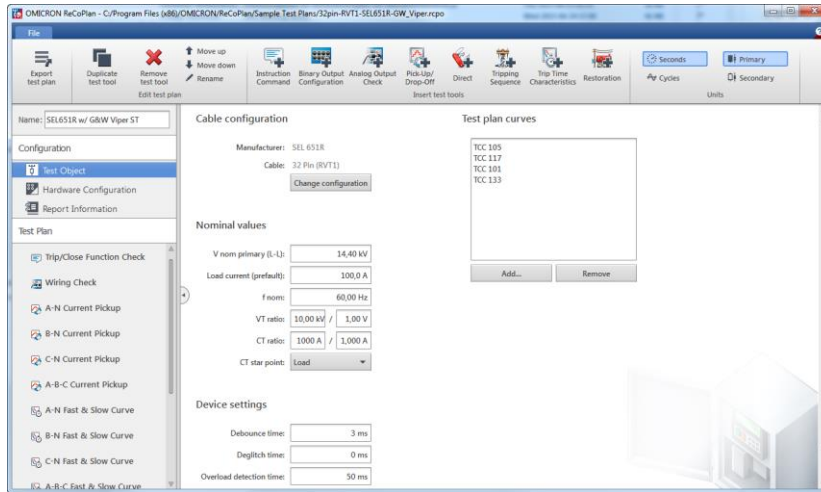 OMICRON ReCoPlan - C:/Program Files (x86)/OMICRON/ReCoPlan/Sample Test Plans/32pin-RVT1-SEL651R-GW_Viper.rcpo
File
Export test plan
Duplicate test tool
Remove test tool
Move up
Move down
Rename
Edit test plan
Instruction Command
Binary Output Configuration
Analog Output Check
Pick-Up/ Drop-Off
Direct
Tripping Sequence
Trip Time Characteristics
Restoration
Insert test tools
Seconds
Cycles
Primary
Secondary
Units
Name: SEL651R w/ G&W Viper ST
Configuration
Test Object
Hardware Configuration
Report Information
Test Plan
Trip/Close Function Check
Wiring Check
A-N Current Pickup
B-N Current Pickup
C-N Current Pickup
A-B-C Current Pickup
A-N Fast & Slow Curve
B-N Fast & Slow Curve
C-N Fast & Slow Curve
A-B-C Fast & Slow Curve
Cable configuration
Manufacturer: SEL 651R
Cable: 32 Pin (RVT1)
Change configuration
Nominal values
V nom primary (L-L): 14,40 kV
Load current (prefault): 100,0 A
f nom: 60,00 Hz
VT ratio: 10,00 kV / 1,00 V
CT ratio: 1000 A / 1,000 A
CT star point: Load
Device settings
Debounce time: 3 ms
Deglitch time: 0 ms
Overload detection time: 50 ms
Test plan curves
TCC 105
TCC 117
TCC 101
TCC 133
Add...
Remove